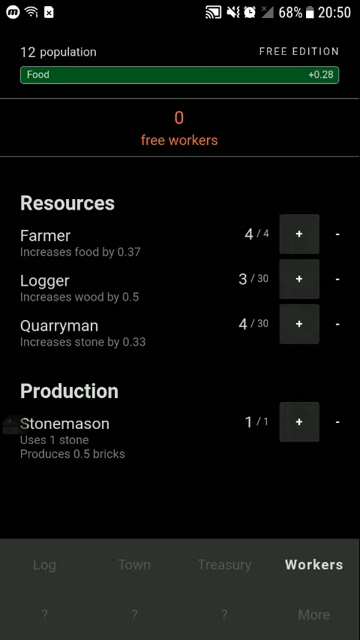 68% 20:50
12 population FREE EDITION
Food +0.28
0
free workers
Resources
Farmer 4 / 4 + -
Increases food by 0.37
Logger 3 / 30 + -
Increases wood by 0.5
Quarryman 4 / 30 + -
Increases stone by 0.33
Production
Stonemason 1 / 1 + -
Uses 1 stone
Produces 0.5 bricks
Log Town Treasury Workers
? ? ? More